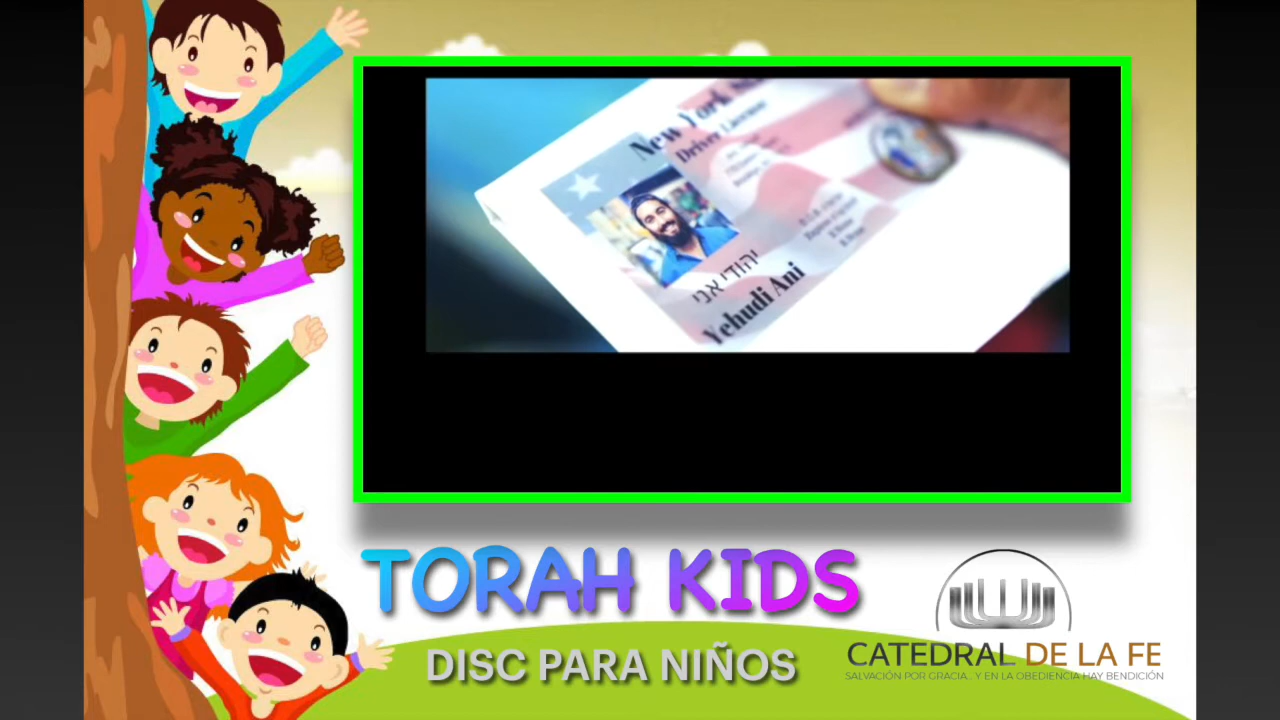 New York
Driver License
יהודי אני
Yehudi Ani
TORAH KIDS
DISC PARA NIÑOS
CATEDRAL DE LA FE
SALVACIÓN POR GRACIA.. Y EN LA OBEDIENCIA HAY BENDICIÓN